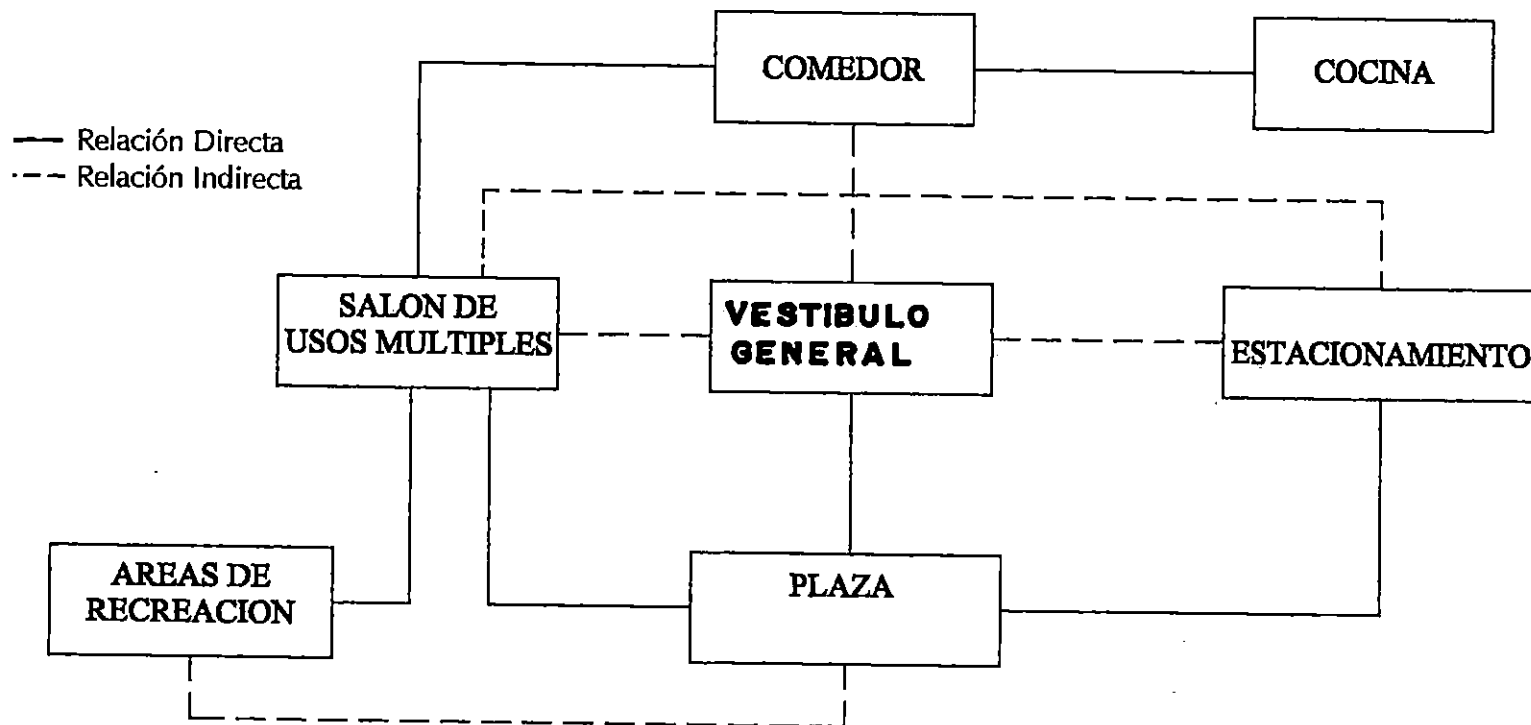 COMEDOR
COCINA
Relación Directa
Relación Indirecta
SALON DE
USOS MULTIPLES
VESTIBULO
GENERAL
ESTACIONAMIENTO
AREAS DE
RECREACION
PLAZA